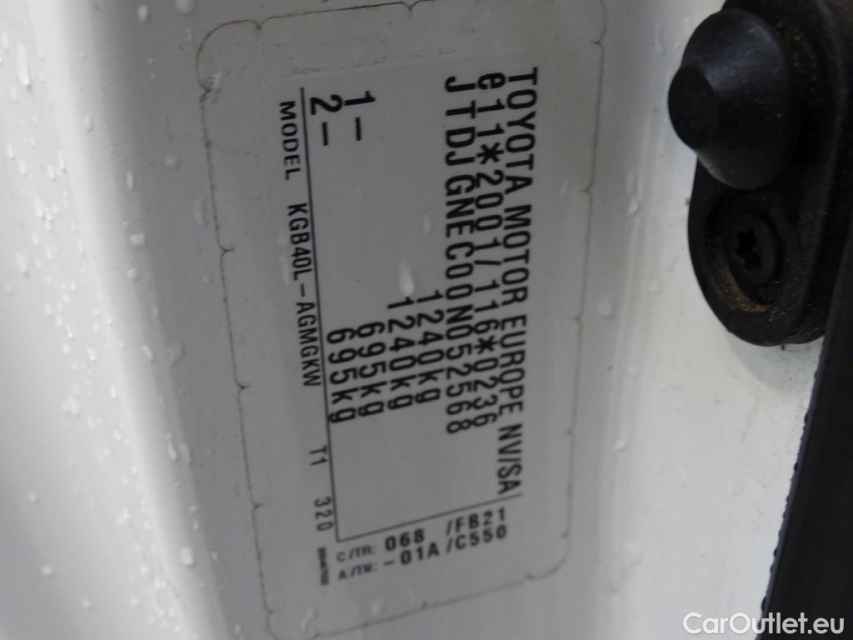 TOYOTA MOTOR EUROPE NV/SA
e11*2001/116*0236
JTDJGNEC00N052568
1240kg
1240kg
1- 695kg
2- 695kg
MODEL KGB40L-AGMGKW T1 320
C/TR: 068 /FB21
A/TM: -01A /C550
CarOutlet.eu